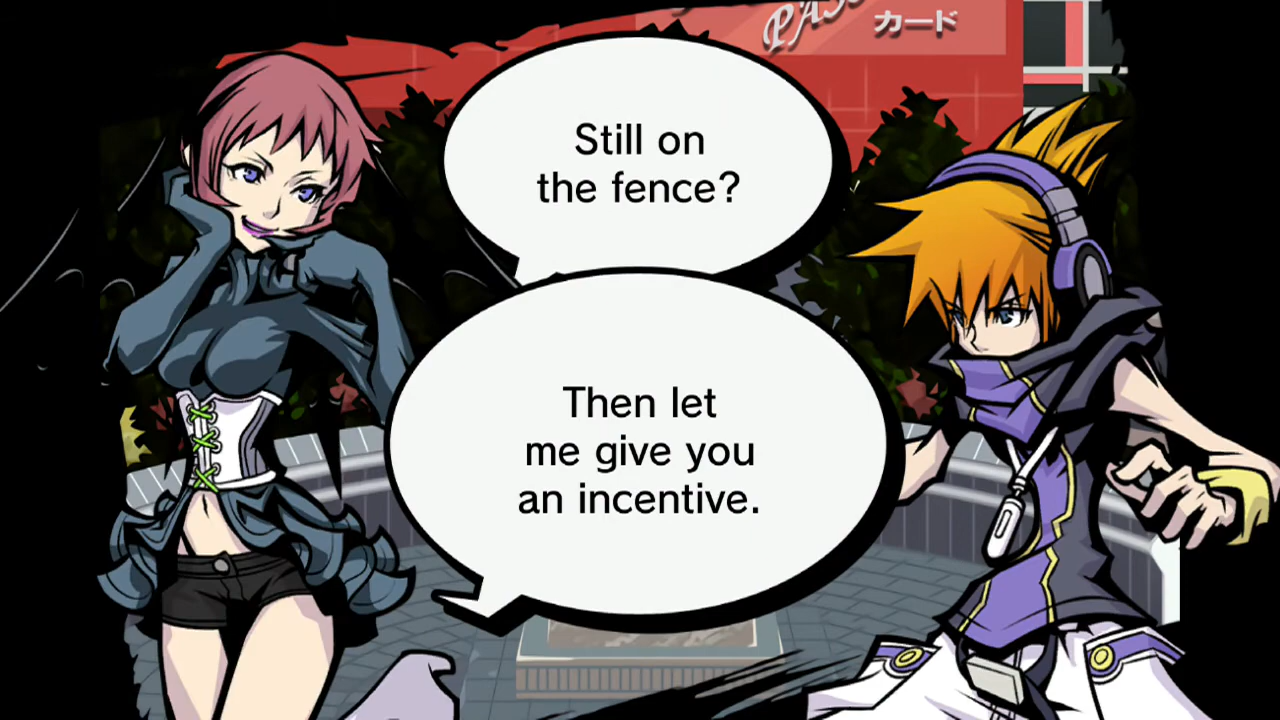 カード
Still on
the fence?
Then let
me give you
an incentive.